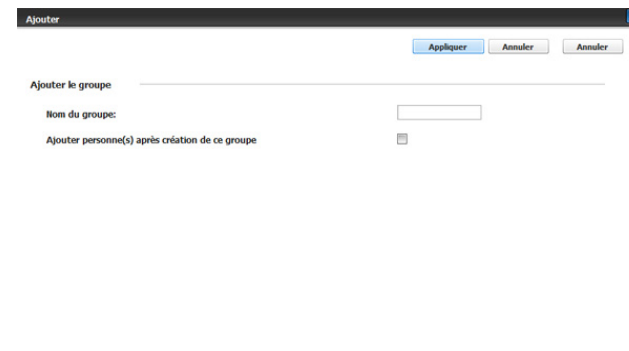 Ajouter
Appliquer Annuler Annuler
Ajouter le groupe
Nom du groupe:
Ajouter personne(s) après création de ce groupe